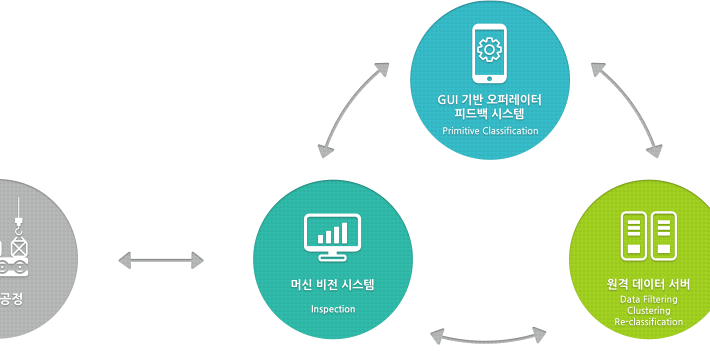 GUI 기반 오퍼레이터
피드백 시스템
Primitive Classification
공정
머신 비전 시스템
Inspection
원격 데이터 서버
Data Filtering
Clustering
Re-classification